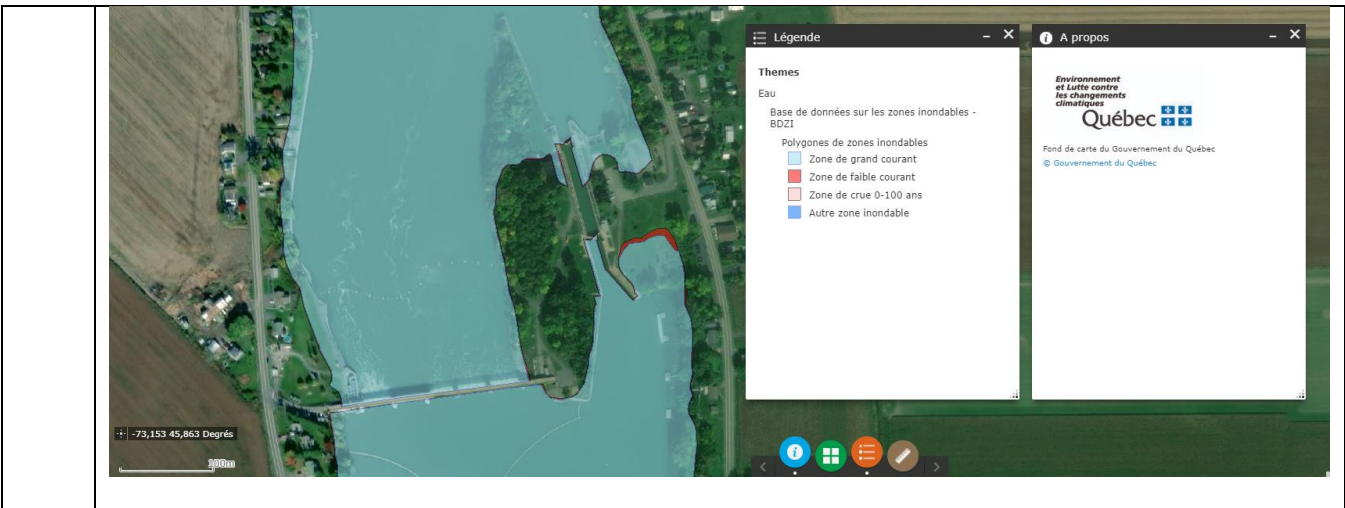 Légende
Themes
Eau
Base de données sur les zones inondables -
BDZI
Polygones de zones inondables
Zone de grand courant
Zone de faible courant
Zone de crue 0-100 ans
Autre zone inondable
A propos
Environnement
et Lutte contre
les changements
climatiques
Québec
Fond de carte du Gouvernement du Québec
© Gouvernement du Québec
-73,153 45,863 Degrés
100m